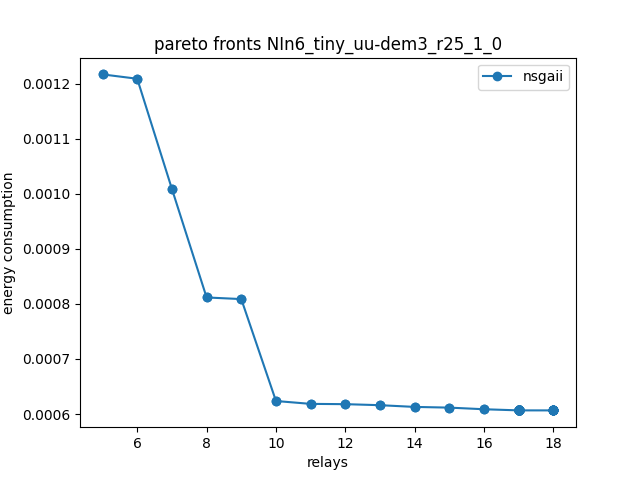 pareto fronts NIn6_tiny_uu-dem3_r25_1_0
nsgaii
0.0012
0.0011
0.0010
0.0009
0.0008
0.0007
0.0006
energy consumption
6 8 10 12 14 16 18
relays